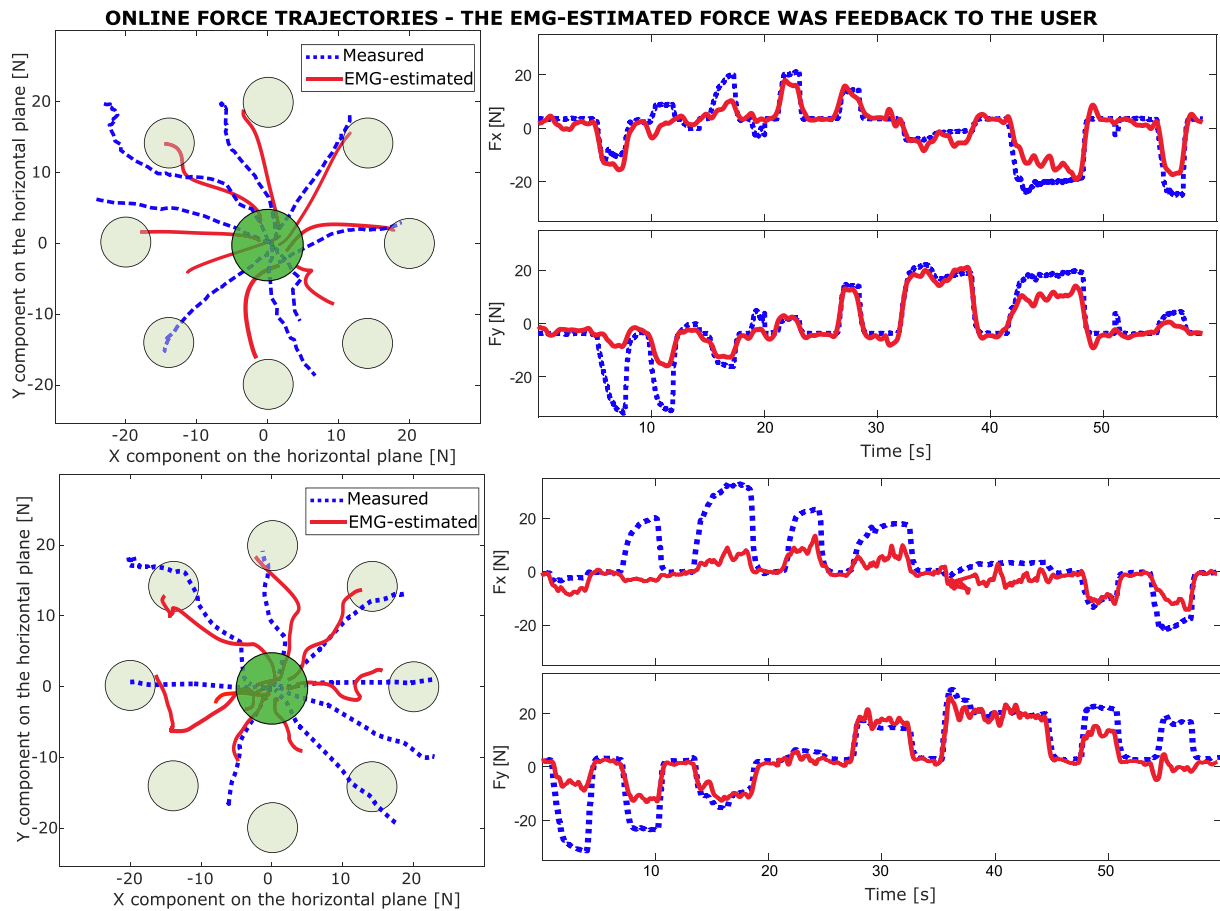 ONLINE FORCE TRAJECTORIES - THE EMG-ESTIMATED FORCE WAS FEEDBACK TO THE USER
Y component on the horizontal plane [N]
20
10
0
-10
-20
Measured
EMG-estimated
-20 -10 0 10 20
X component on the horizontal plane [N]
Fx [N]
20
0
-20
Fy [N]
20
0
-20
10 20 30 40 50
Time [s]
Y component on the horizontal plane [N]
20
10
0
-10
-20
Measured
EMG-estimated
-20 -10 0 10 20
X component on the horizontal plane [N]
Fx [N]
20
0
-20
Fy [N]
20
0
-20
10 20 30 40 50
Time [s]